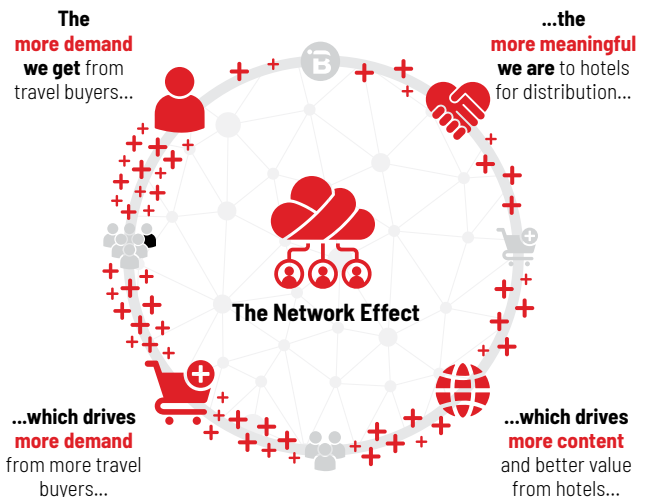 The
more demand
we get from
travel buyers...
...the
more meaningful
we are to hotels
for distribution...
B
The Network Effect
...which drives
more demand
from more travel
buyers...
...which drives
more content
and better value
from hotels...